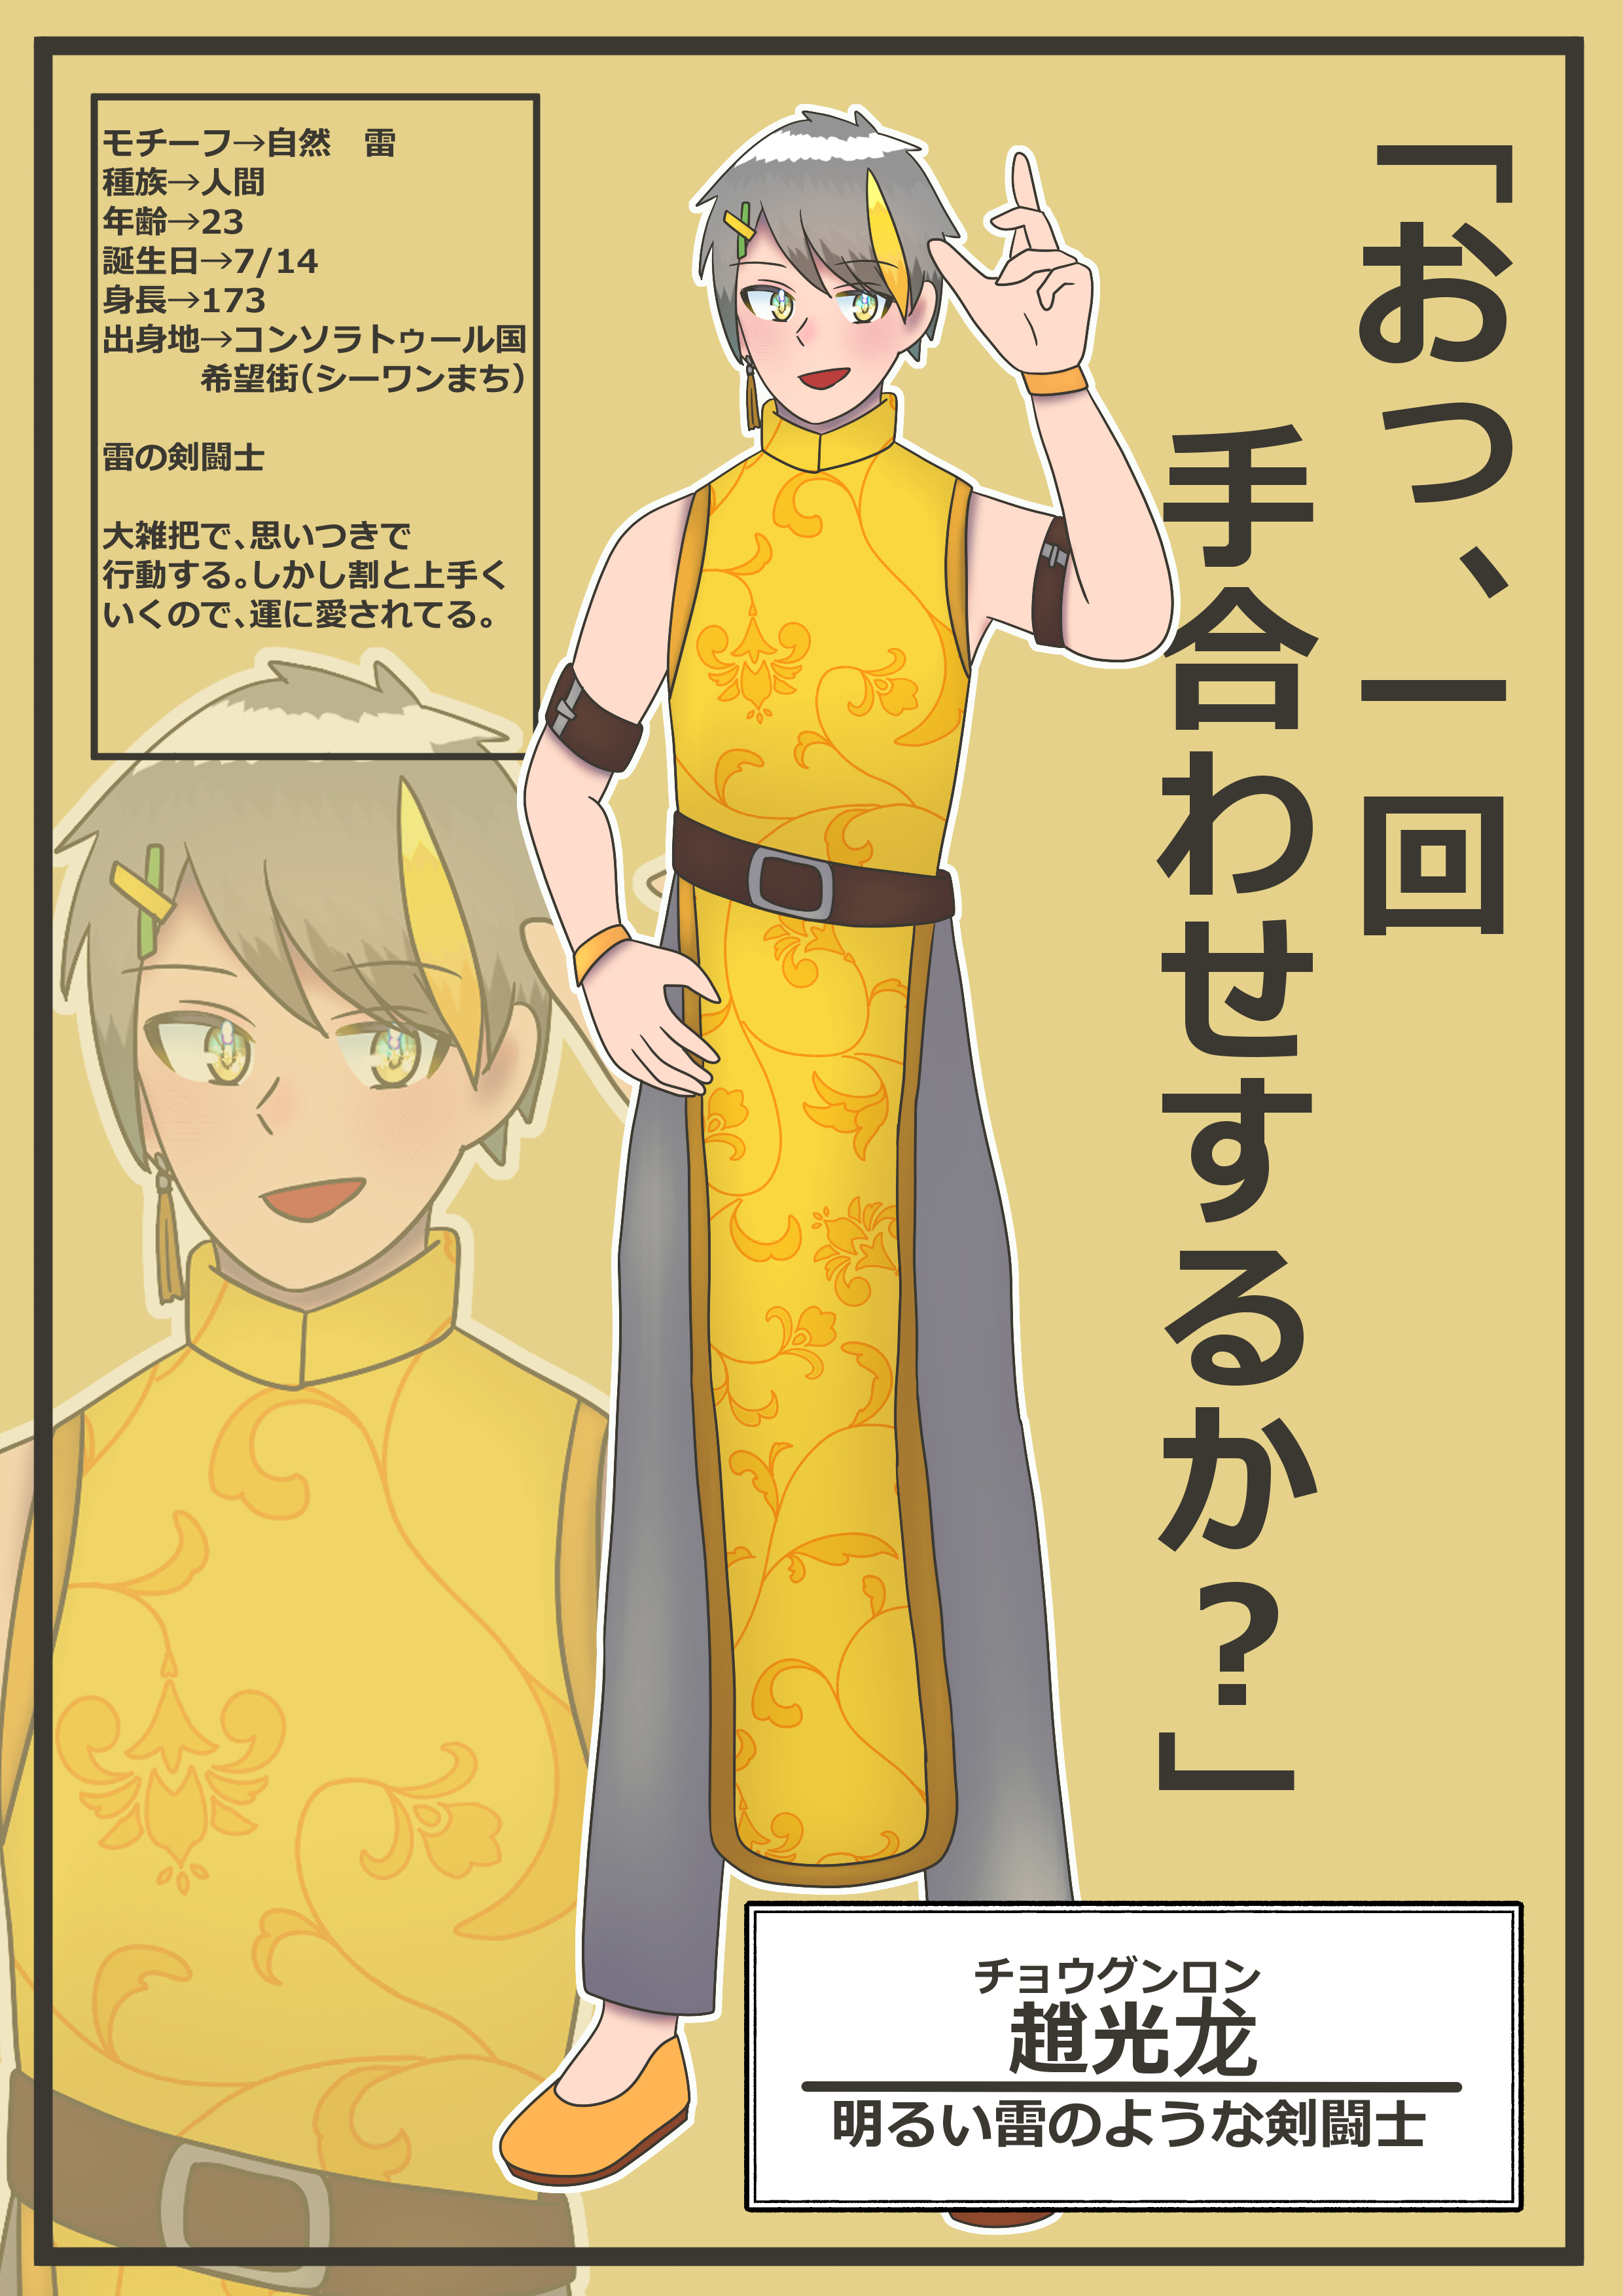 モチーフ→自然　雷
種族→人間
年齢→23
誕生日→7/14
身長→173
出身地→コンソラトゥール国
希望街(シーワンまち)
雷の剣闘士
大雑把で、思いつきで
行動する。しかし割と上手く
いくので、運に愛されてる。
「おっ、一回
手合わせするか?」
チョウグンロン
趙光龙
明るい雷のような剣闘士